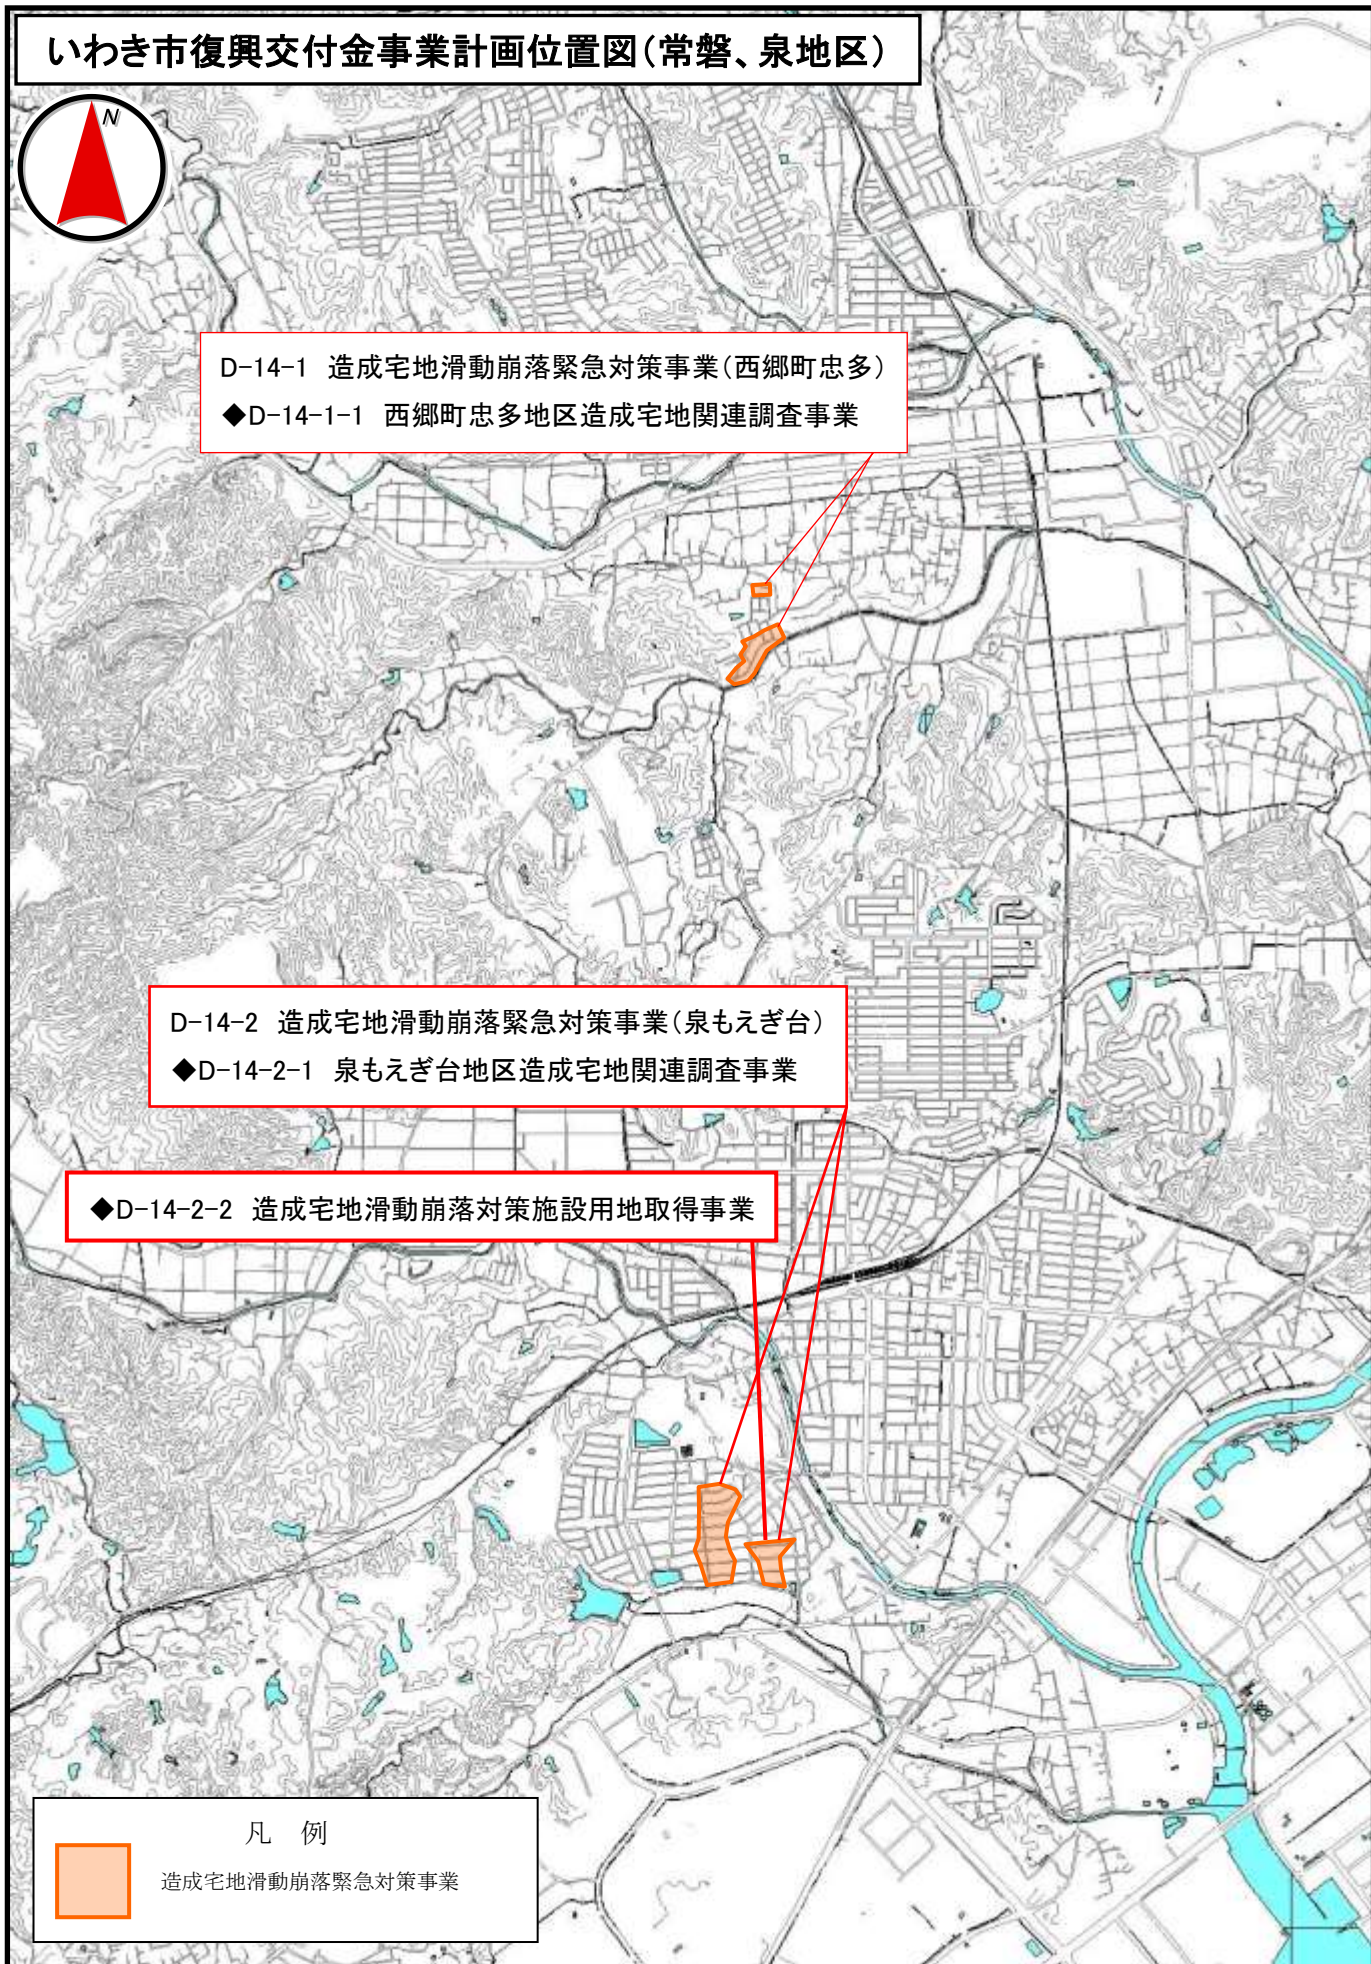 いわき市復興交付金事業計画位置図(常磐、泉地区)
N
D-14-1 造成宅地滑動崩落緊急対策事業(西郷町忠多)
◆D-14-1-1 西郷町忠多地区造成宅地関連調査事業
D-14-2 造成宅地滑動崩落緊急対策事業(泉もえぎ台)
◆D-14-2-1 泉もえぎ台地区造成宅地関連調査事業
◆D-14-2-2 造成宅地滑動崩落対策施設用地取得事業
凡 例
造成宅地滑動崩落緊急対策事業